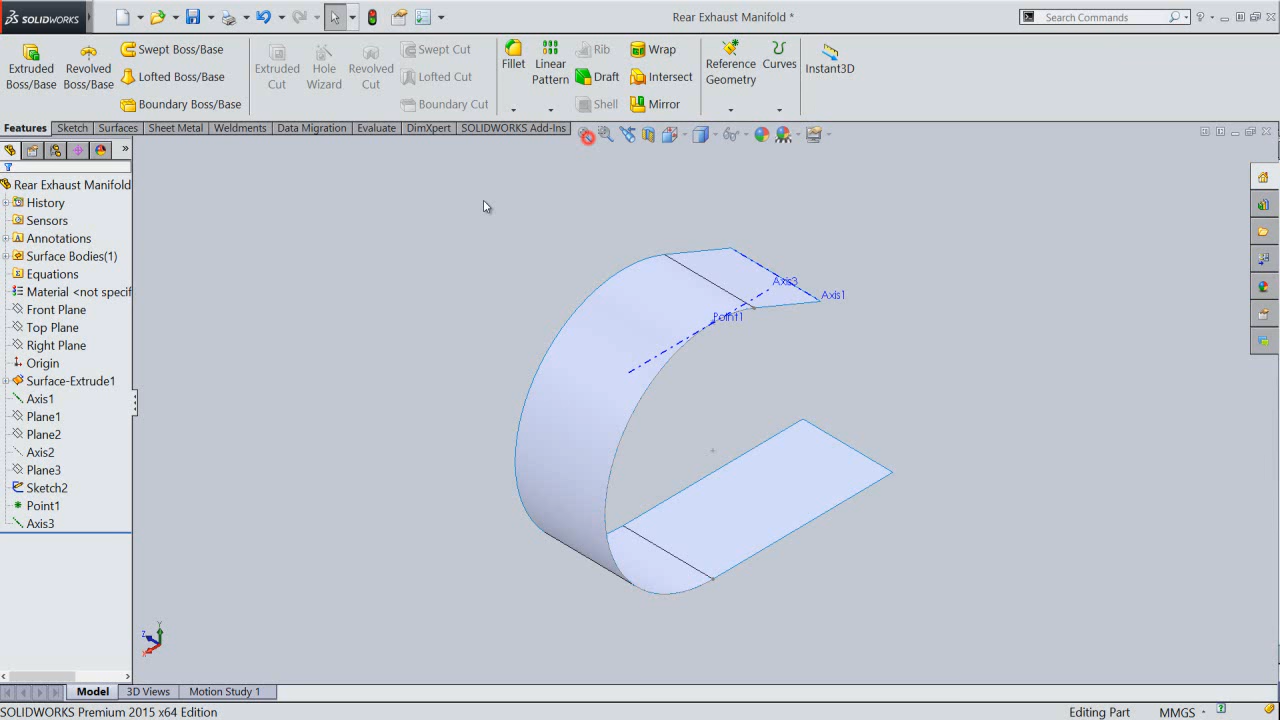 SOLIDWORKS
Rear Exhaust Manifold *
Search Commands
Extruded Boss/Base
Revolved Boss/Base
Swept Boss/Base
Lofted Boss/Base
Boundary Boss/Base
Extruded Cut
Hole Wizard
Revolved Cut
Swept Cut
Lofted Cut
Boundary Cut
Fillet
Linear Pattern
Rib
Draft
Shell
Wrap
Intersect
Mirror
Reference Geometry
Curves
Instant3D
Features Sketch Surfaces Sheet Metal Weldments Data Migration Evaluate DimXpert SOLIDWORKS Add-Ins
Rear Exhaust Manifold
History
Sensors
Annotations
Surface Bodies(1)
Equations
Material <not specif
Front Plane
Top Plane
Right Plane
Origin
Surface-Extrude1
Axis1
Plane1
Plane2
Axis2
Plane3
Sketch2
Point1
Axis3
Axis3
Axis1
Point1
Y
Z
X
Model 3D Views Motion Study 1
SOLIDWORKS Premium 2015 x64 Edition
Editing Part
MMGS